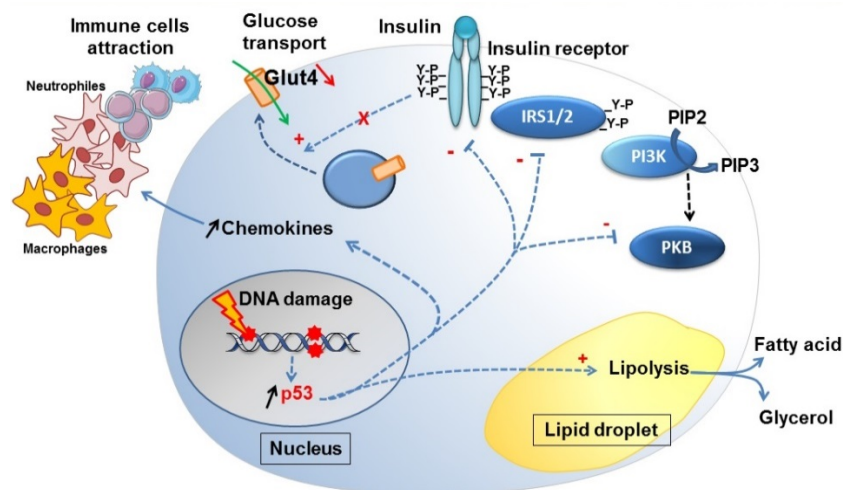 Immune cells
attraction
Neutrophiles
Macrophages
Glucose
transport
Glut4
+
X
Insulin
Insulin receptor
Y-P
Y-P
Y-P
Y-P
Y-P
Y-P
IRS1/2
Y-P
Y-P
PIP2
PI3K
PIP3
PKB
-
-
-
Chemokines
DNA damage
p53
Nucleus
+
Lipolysis
Lipid droplet
Fatty acid
Glycerol